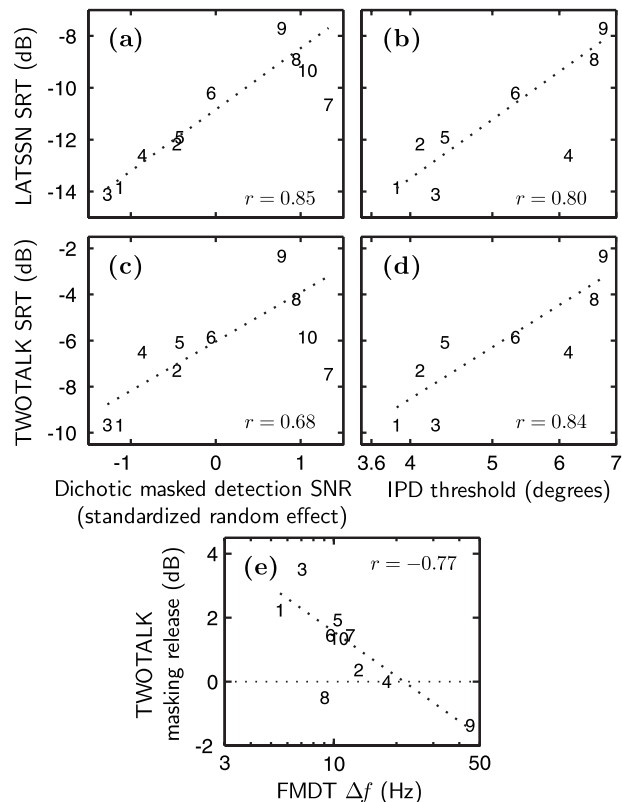 -8
-10
-12
-14
LATSSN SRT (dB)
(a)
9
8
10
7
6
5
2
4
1
3
r = 0.85
(b)
9
8
6
5
2
4
1
3
r = 0.80
-2
-4
-6
-8
-10
TWOTALK SRT (dB)
(c)
9
8
10
7
6
5
2
4
31
r = 0.68
-1 0 1
Dichotic masked detection SNR
(standardized random effect)
(d)
9
8
6
5
4
2
1
3
r = 0.84
3.6 4 5 6 7
IPD threshold (degrees)
4
2
0
-2
TWOTALK
masking release (dB)
(e)
r = −0.77
3
1
5
6 7
10
2
4
8
9
3 10 50
FMDT Δf (Hz)